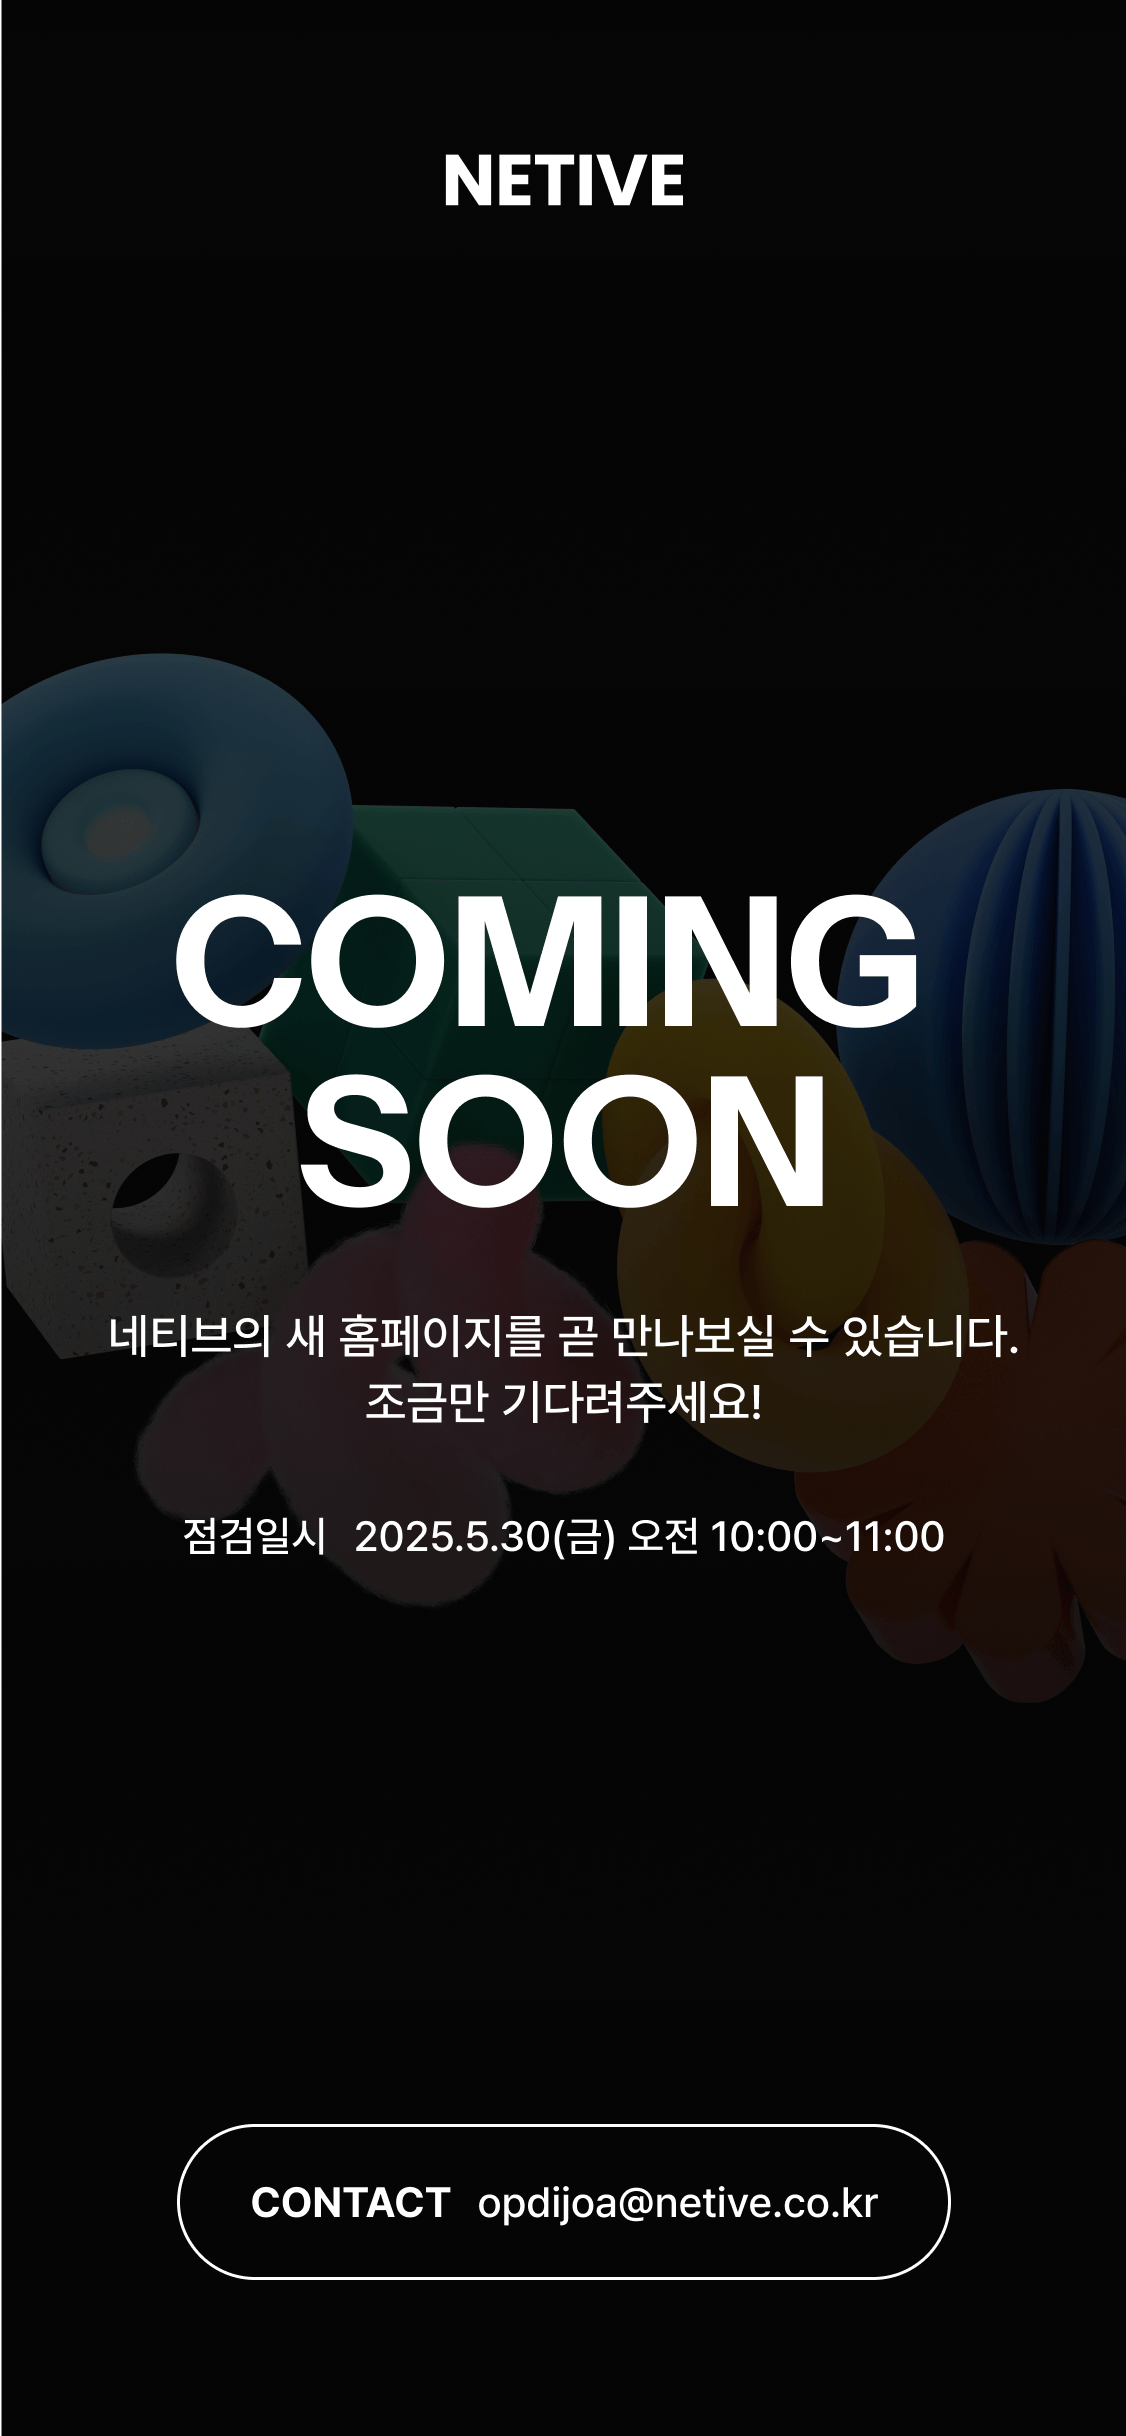 NETIVE
COMING
SOON
네티브의 새 홈페이지를 곧 만나보실 수 있습니다.
조금만 기다려주세요!
점검일시 2025.5.30(금) 오전 10:00~11:00
CONTACT opdijoa@netive.co.kr